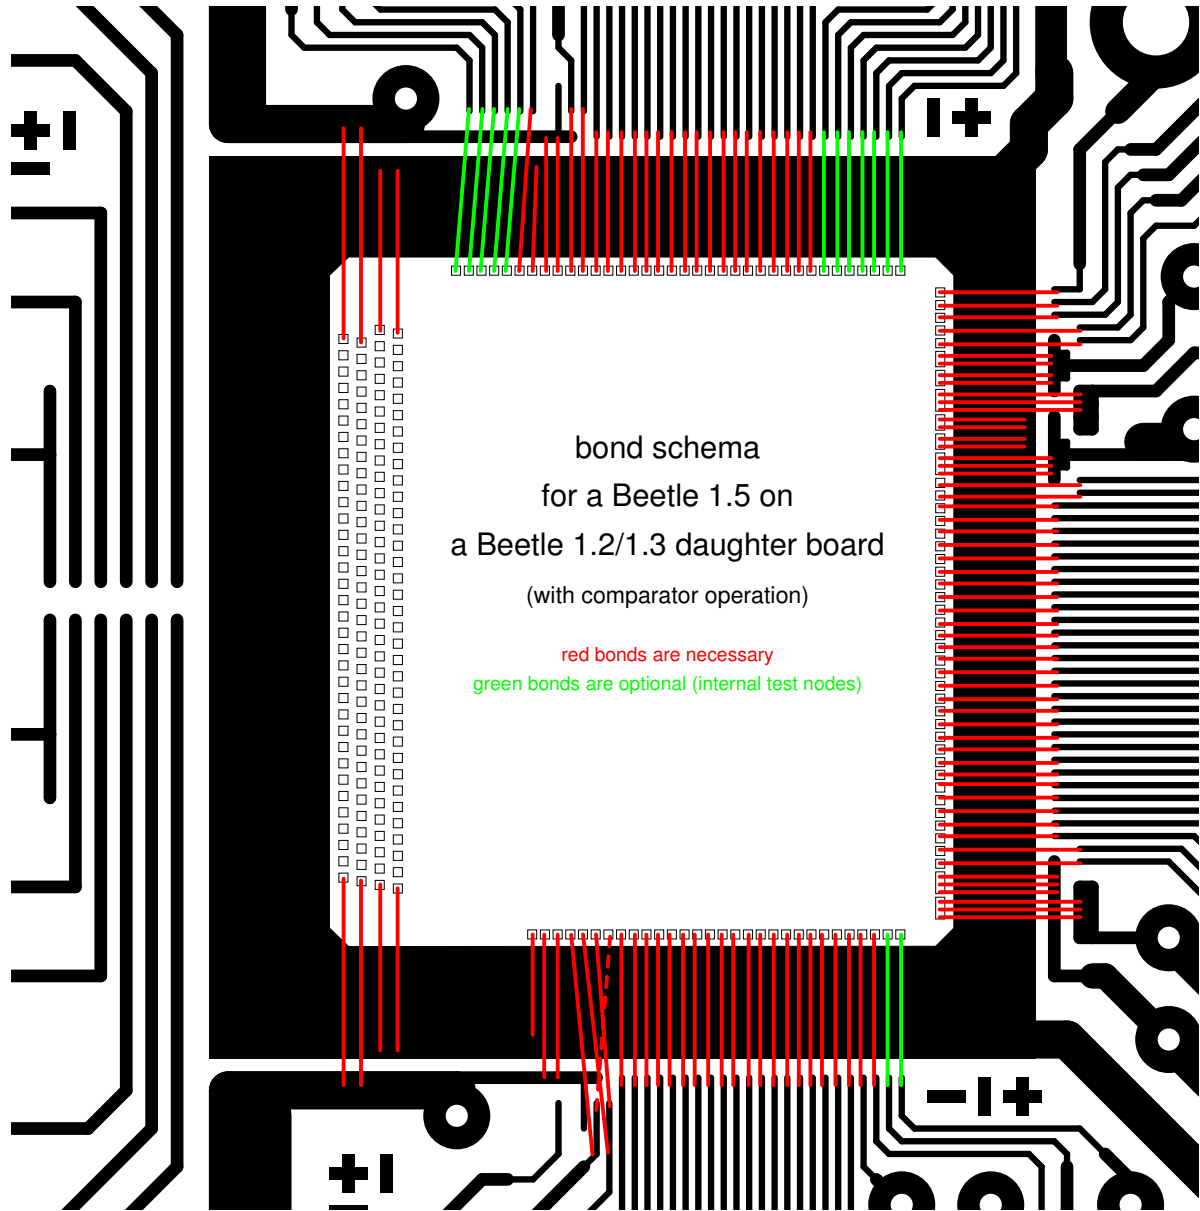 bond schema
for a Beetle 1.5 on
a Beetle 1.2/1.3 daughter board
(with comparator operation)
red bonds are necessary
green bonds are optional (internal test nodes)